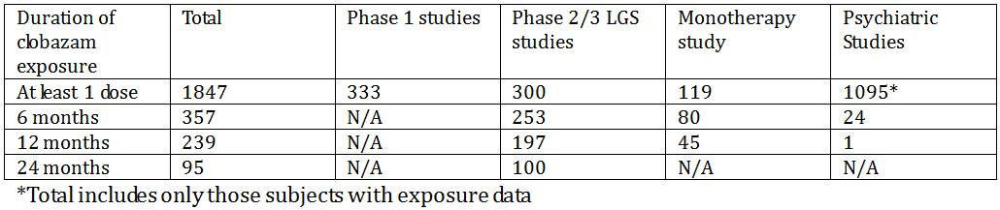 Duration of clobazam exposure Total Phase 1 studies Phase 2/3 LGS studies Monotherapy study Psychiatric Studies
At least 1 dose 1847 333 300 119 1095*
6 months 357 N/A 253 80 24
12 months 239 N/A 197 45 1
24 months 95 N/A 100 N/A N/A
*Total includes only those subjects with exposure data